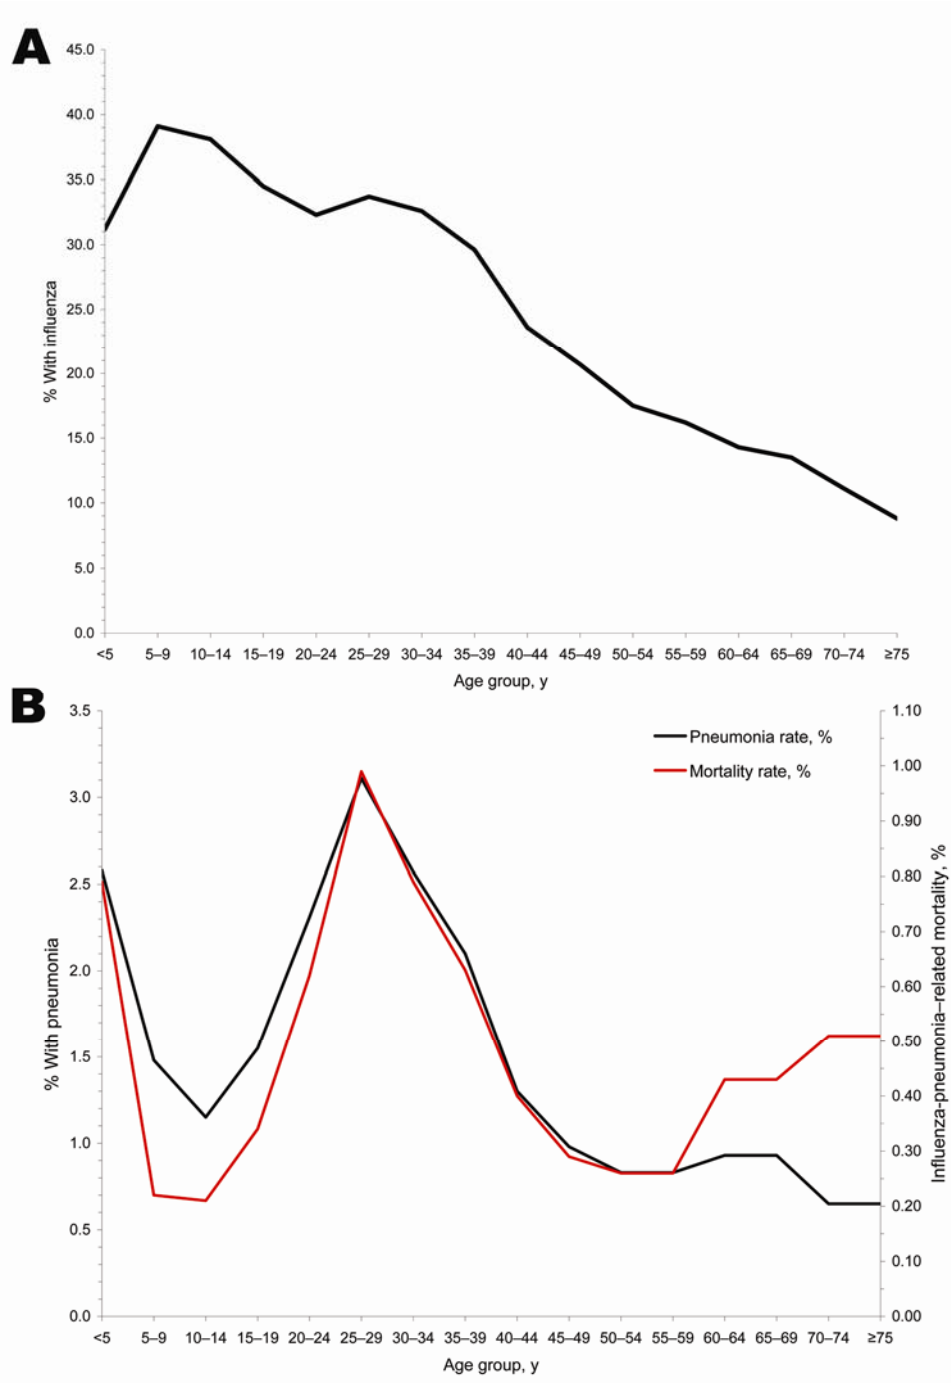 A
45.0
40.0
35.0
30.0
25.0
20.0
15.0
10.0
5.0
0.0
% With influenza
<5 5–9 10–14 15–19 20–24 25–29 30–34 35–39 40–44 45–49 50–54 55–59 60–64 65–69 70–74 ≥75
Age group, y
B
3.5
3.0
2.5
2.0
1.5
1.0
0.5
0.0
% With pneumonia
Pneumonia rate, %
Mortality rate, %
1.10
1.00
0.90
0.80
0.70
0.60
0.50
0.40
0.30
0.20
0.10
0.00
Influenza-pneumonia–related mortality, %
<5 5–9 10–14 15–19 20–24 25–29 30–34 35–39 40–44 45–49 50–54 55–59 60–64 65–69 70–74 ≥75
Age group, y